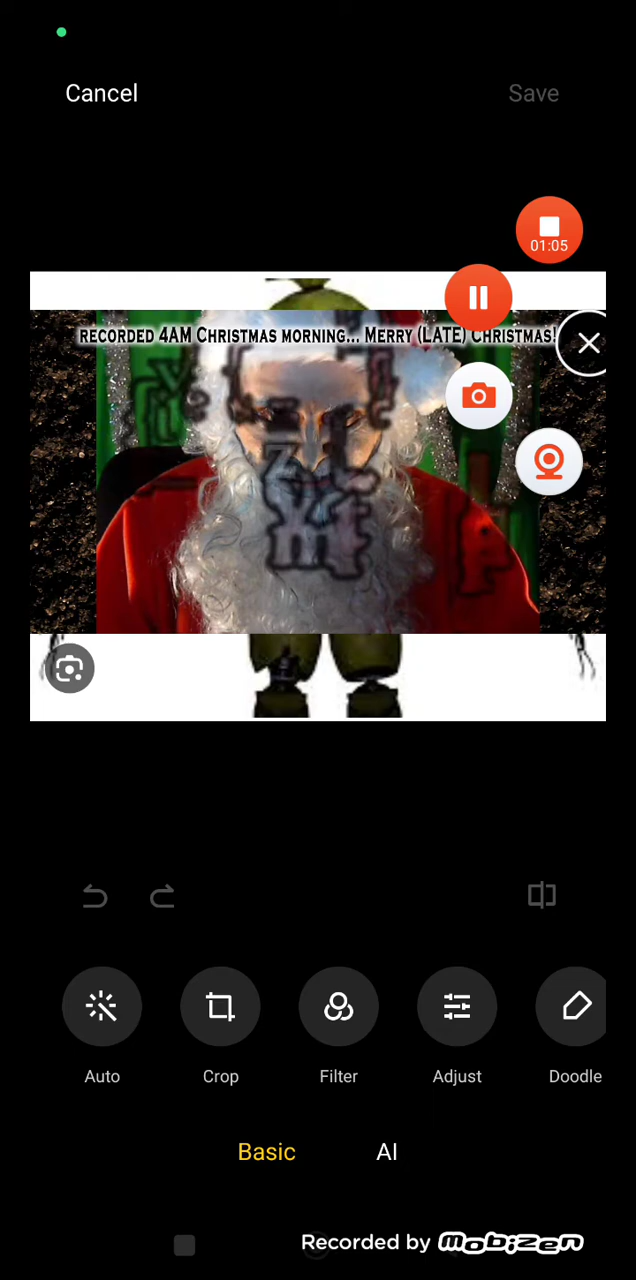 Cancel
Save
01:05
RECORDED 4AM CHRISTMAS MORNING... MERRY (LATE) CHRISTMAS!
Auto
Crop
Filter
Adjust
Doodle
Basic
AI
Recorded by mobizen